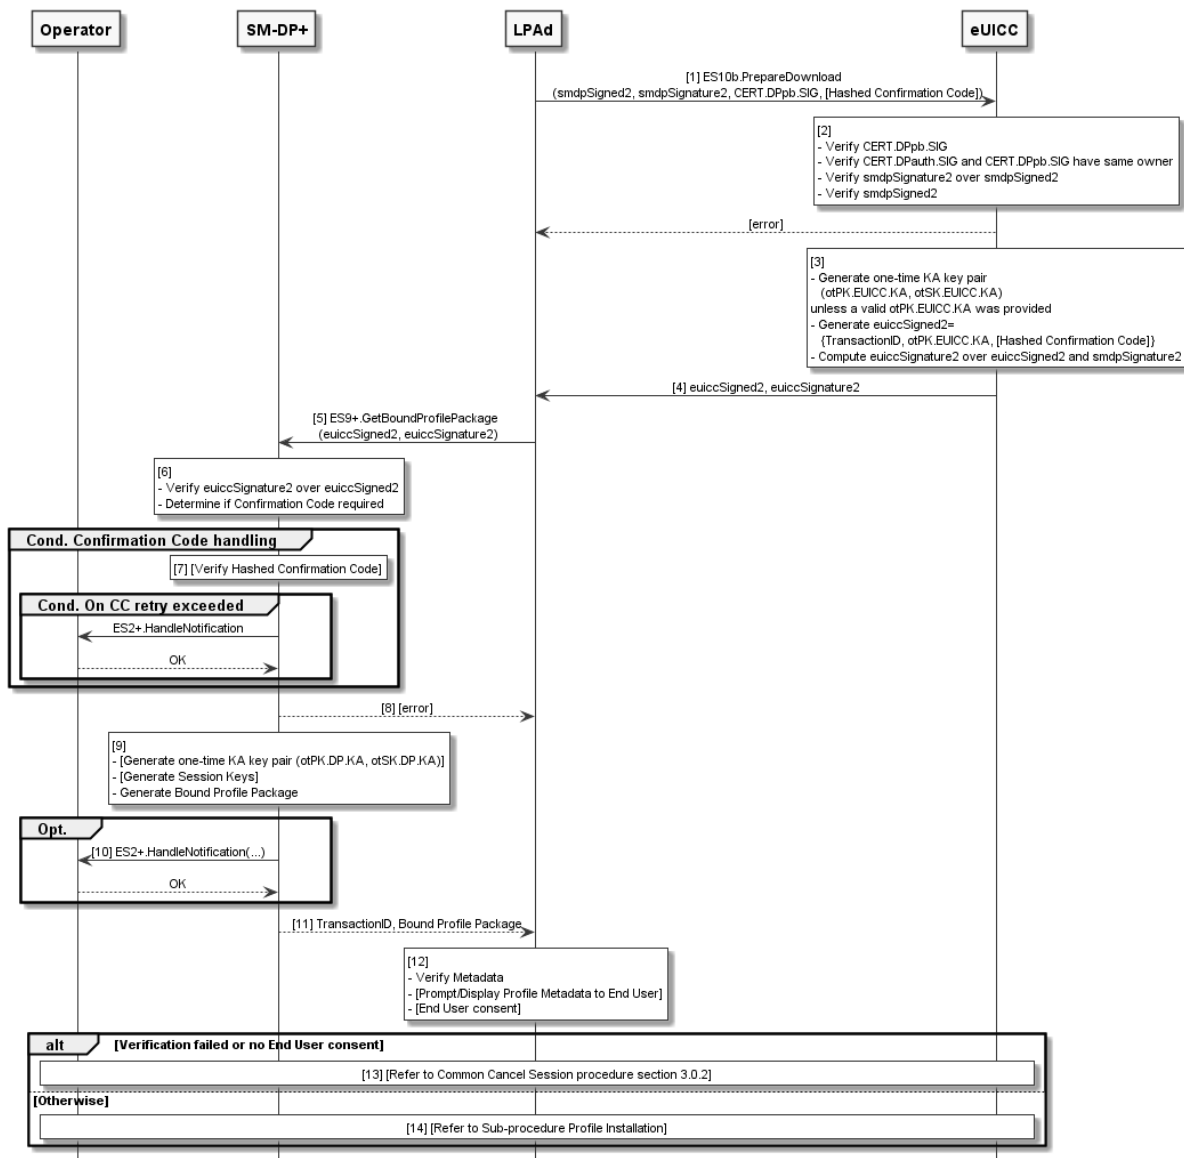 Operator
SM-DP+
LPAd
eUICC
[1] ES10b.PrepareDownload
(smdpSigned2, smdpSignature2, CERT.DPpb.SIG, [Hashed Confirmation Code])
[2]
- Verify CERT.DPpb.SIG
- Verify CERT.DPauth.SIG and CERT.DPpb.SIG have same owner
- Verify smdpSignature2 over smdpSigned2
- Verify smdpSigned2
[error]
[3]
- Generate one-time KA key pair
(otPK.EUICC.KA, otSK.EUICC.KA)
unless a valid otPK.EUICC.KA was provided
- Generate euiccSigned2=
{TransactionID, otPK.EUICC.KA, [Hashed Confirmation Code]}
- Compute euiccSignature2 over euiccSigned2 and smdpSignature2
[4] euiccSigned2, euiccSignature2
[5] ES9+.GetBoundProfilePackage
(euiccSigned2, euiccSignature2)
[6]
- Verify euiccSignature2 over euiccSigned2
- Determine if Confirmation Code required
Cond. Confirmation Code handling
[7] [Verify Hashed Confirmation Code]
Cond. On CC retry exceeded
ES2+.HandleNotification
OK
[8] [error]
[9]
- [Generate one-time KA key pair (otPK.DP.KA, otSK.DP.KA)]
- [Generate Session Keys]
- Generate Bound Profile Package
Opt.
[10] ES2+.HandleNotification(...)
OK
[11] TransactionID, Bound Profile Package
[12]
- Verify Metadata
- [Prompt/Display Profile Metadata to End User]
- [End User consent]
alt [Verification failed or no End User consent]
[13] [Refer to Common Cancel Session procedure section 3.0.2]
[Otherwise]
[14] [Refer to Sub-procedure Profile Installation]